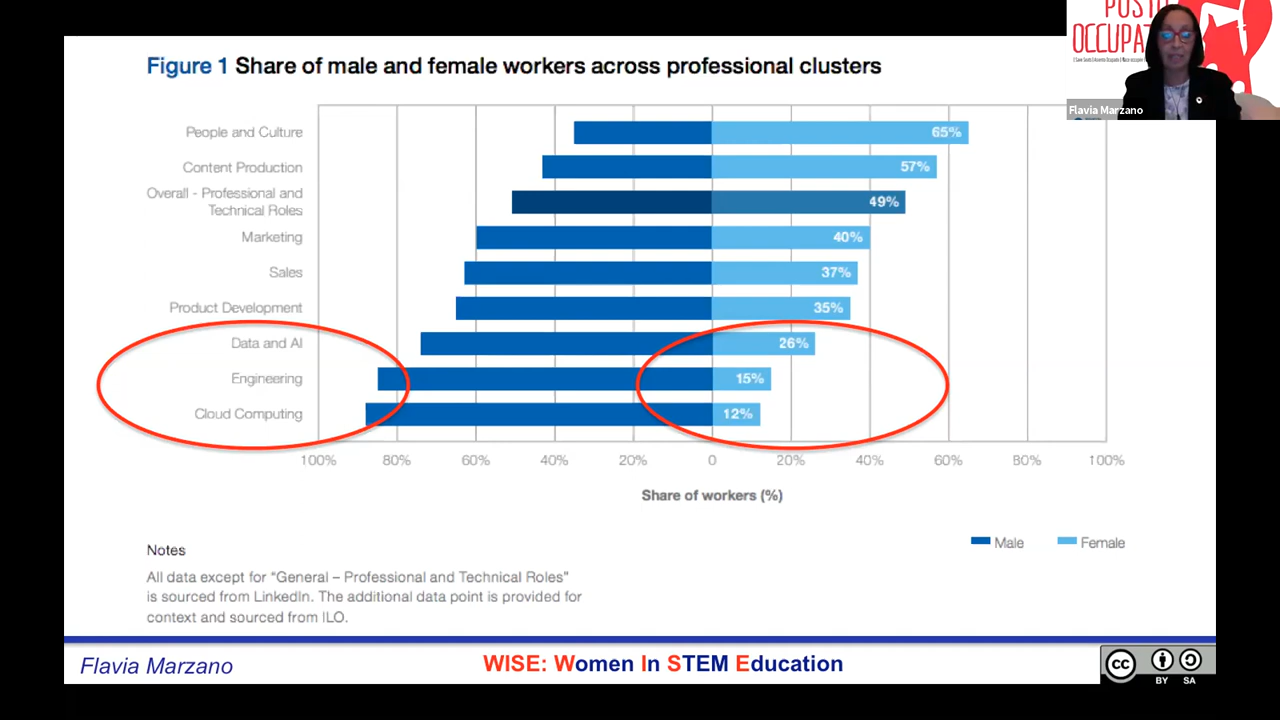 POSTO
OCCUPAT
Flavia Marzano
Figure 1 Share of male and female workers across professional clusters
People and Culture
65%
Content Production
57%
Overall - Professional and
Technical Roles
49%
Marketing
40%
Sales
37%
Product Development
35%
Data and AI
26%
Engineering
15%
Cloud Computing
12%
100% 80% 60% 40% 20% 0 20% 40% 60% 80% 100%
Share of workers (%)
Male Female
Notes
All data except for “General – Professional and Technical Roles”
is sourced from LinkedIn. The additional data point is provided for
context and sourced from ILO.
Flavia Marzano
WISE: Women In STEM Education
cc
BY SA